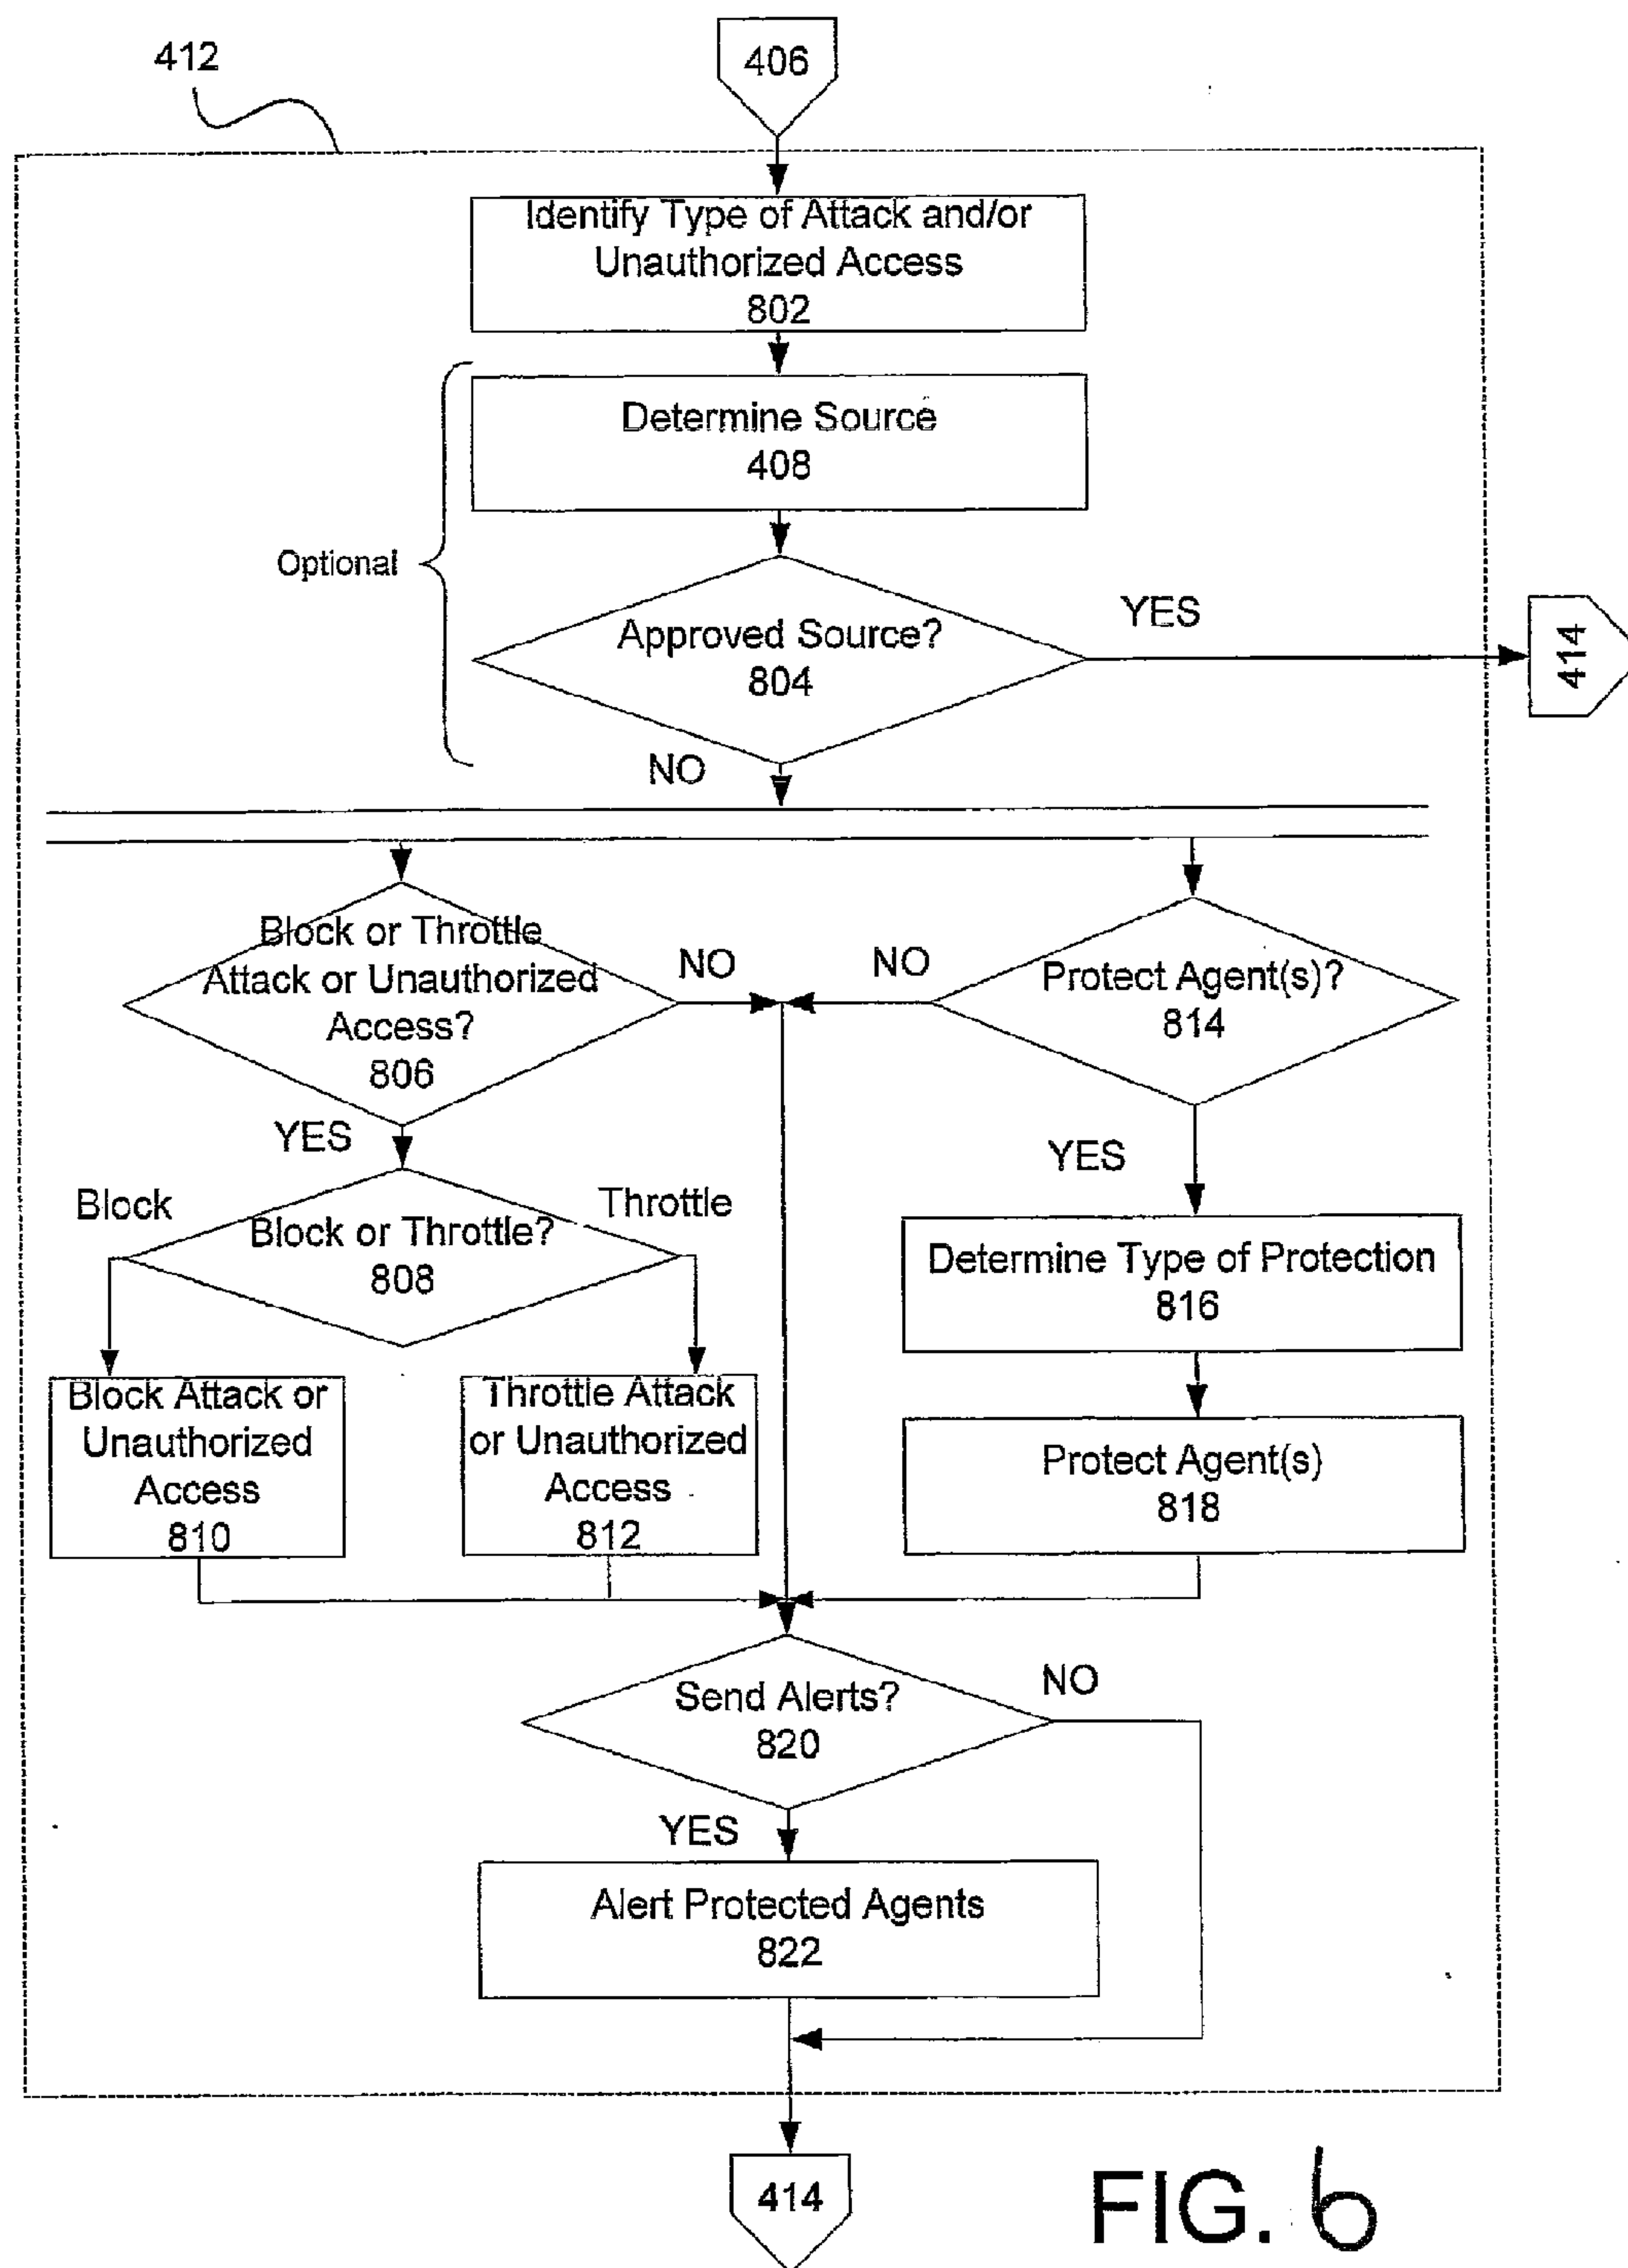 412
406
Identify Type of Attack and/or
Unauthorized Access
802
Determine Source
408
Optional
Approved Source?
804
YES
414
NO
Block or Throttle
Attack or Unauthorized
Access?
806
NO
NO
Protect Agent(s)?
814
YES
YES
Block
Throttle
Block or Throttle?
808
Determine Type of Protection
816
Block Attack or
Unauthorized
Access
810
Throttle Attack
or Unauthorized
Access
812
Protect Agent(s)
818
Send Alerts?
820
NO
YES
Alert Protected Agents
822
414
FIG. 6